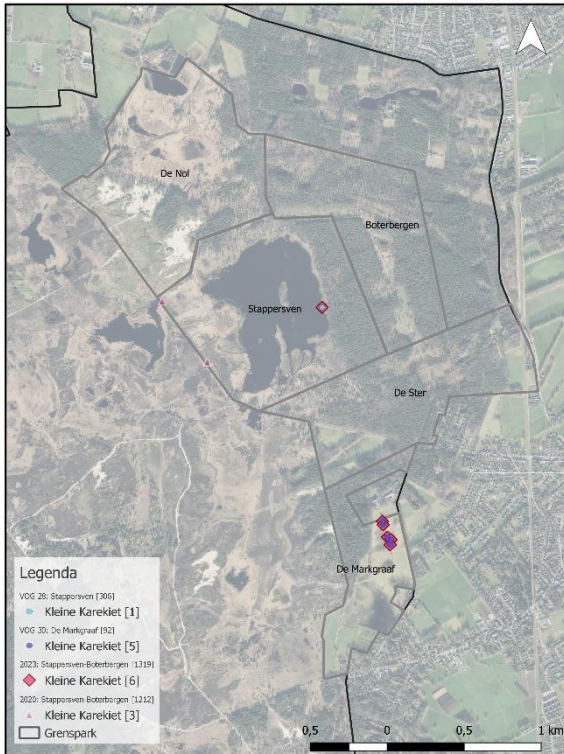 De Nol
Boterbergen
Stappersven
De Ster
De Markgraaf
Legenda
VOG 28: Stappersven [306]
Kleine Karekiet [1]
VOG 30: De Markgraaf [92]
Kleine Karekiet [5]
2023: Stappersven-Boterbergen [1319]
Kleine Karekiet [6]
2020: Stappersven-Boterbergen [1212]
Kleine Karekiet [3]
Grenspark
0,5 0 0,5 1 km